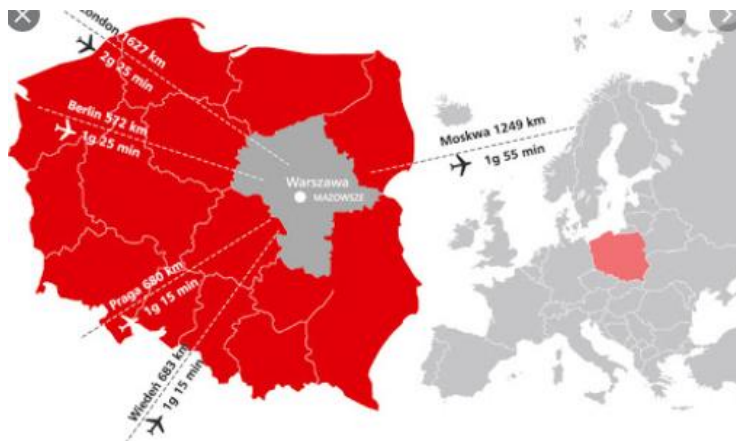 London 1627 km
2g 25 min
Berlin 572 km
1g 25 min
Moskwa 1249 km
1g 55 min
Warszawa
MAZOWSZE
Praga 680 km
1g 15 min
Wiedeń 683 km
1g 15 min